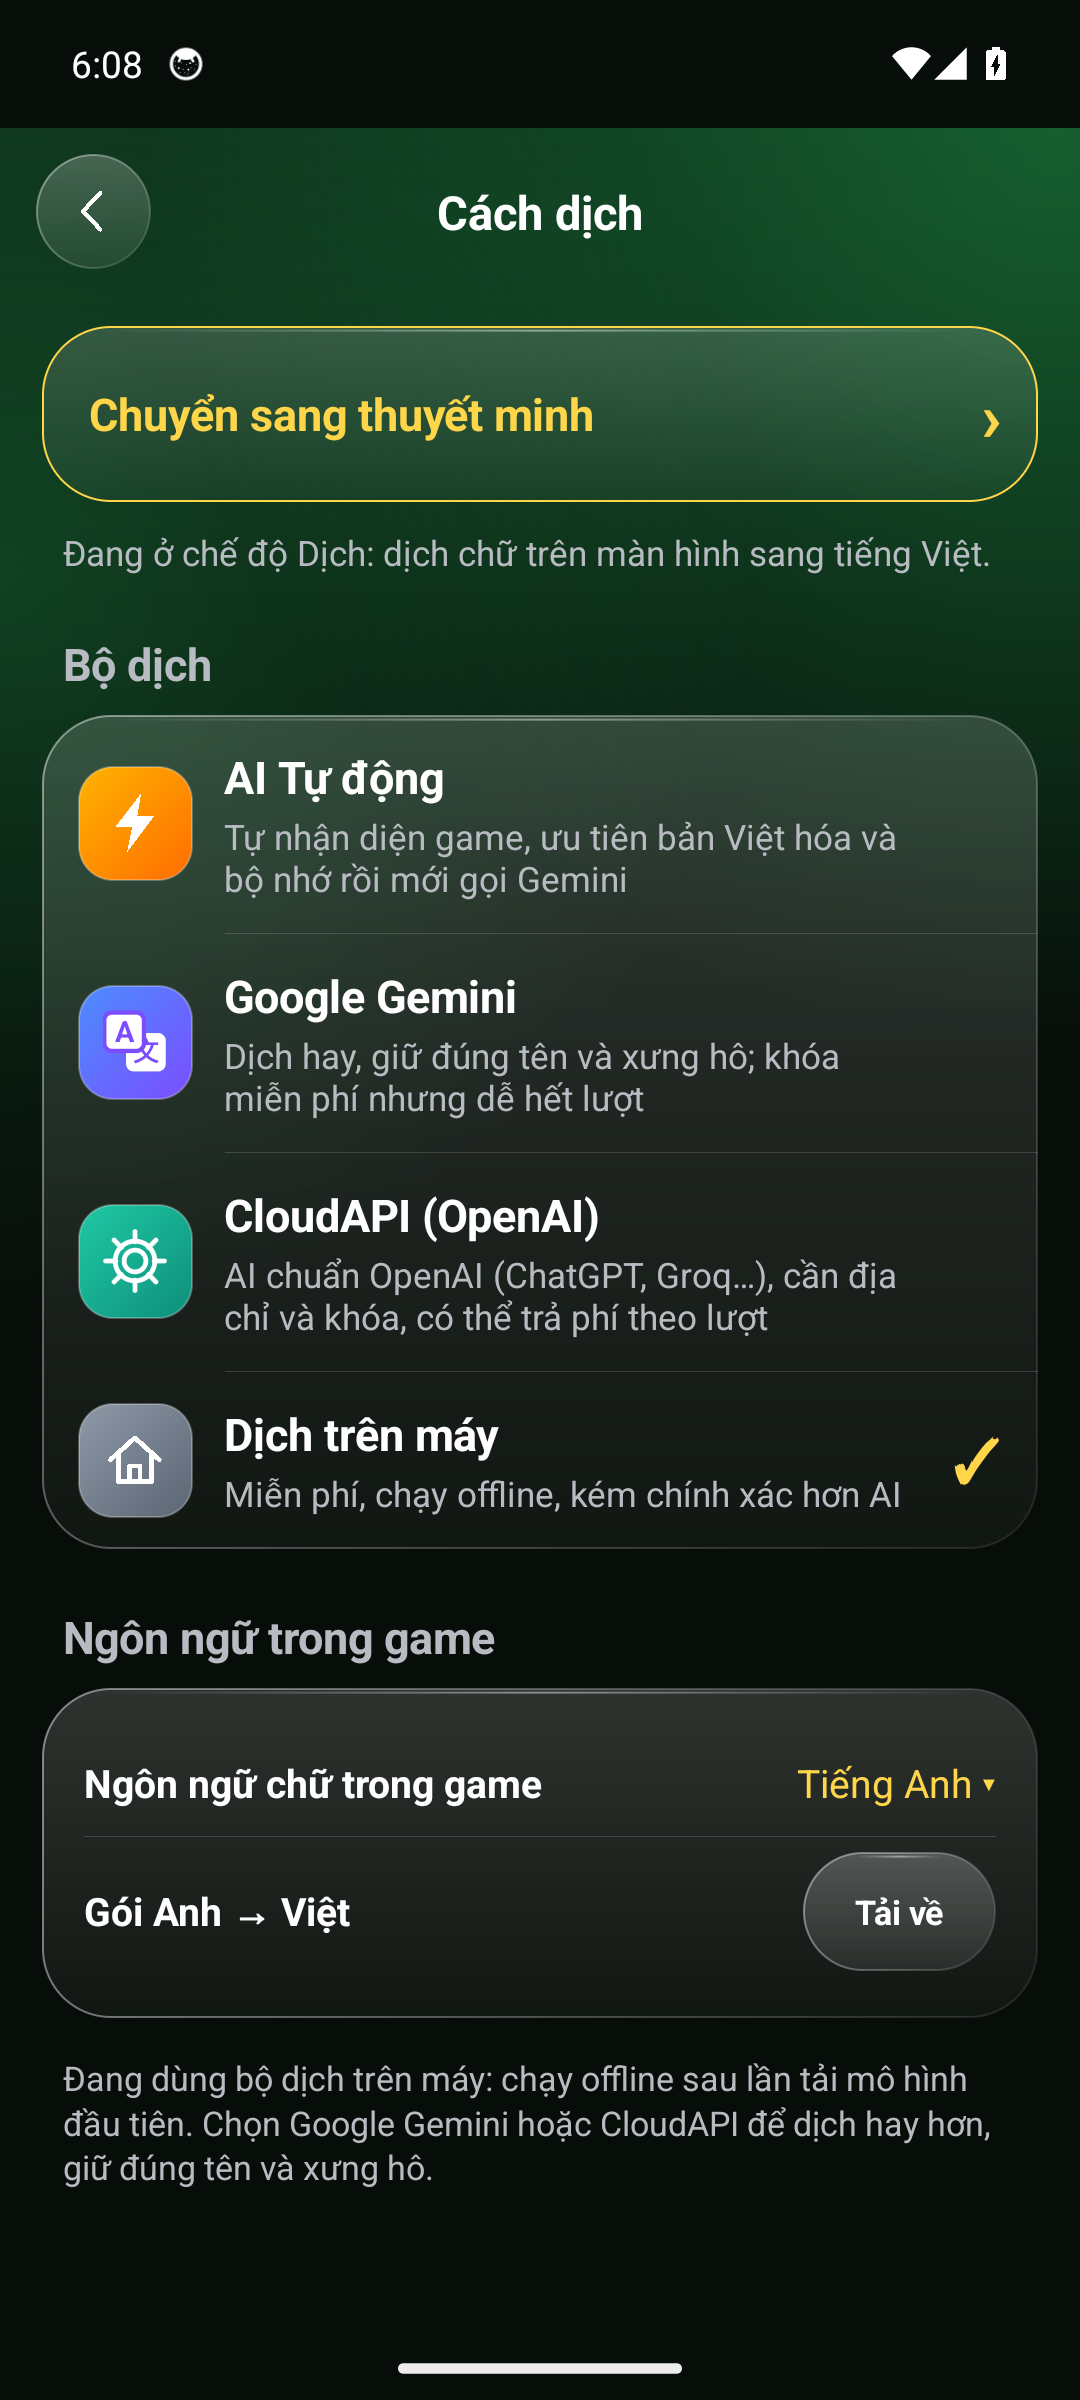 6:08
Cách dịch
Chuyển sang thuyết minh
Đang ở chế độ Dịch: dịch chữ trên màn hình sang tiếng Việt.
Bộ dịch
AI Tự động
Tự nhận diện game, ưu tiên bản Việt hóa và
bộ nhớ rồi mới gọi Gemini
A
文
Google Gemini
Dịch hay, giữ đúng tên và xưng hô; khóa
miễn phí nhưng dễ hết lượt
CloudAPI (OpenAI)
AI chuẩn OpenAI (ChatGPT, Groq...), cần địa
chỉ và khóa, có thể trả phí theo lượt
Dịch trên máy
Miễn phí, chạy offline, kém chính xác hơn AI
Ngôn ngữ trong game
Ngôn ngữ chữ trong game
Tiếng Anh ▾
Gói Anh → Việt
Tải về
Đang dùng bộ dịch trên máy: chạy offline sau lần tải mô hình
đầu tiên. Chọn Google Gemini hoặc CloudAPI để dịch hay hơn,
giữ đúng tên và xưng hô.